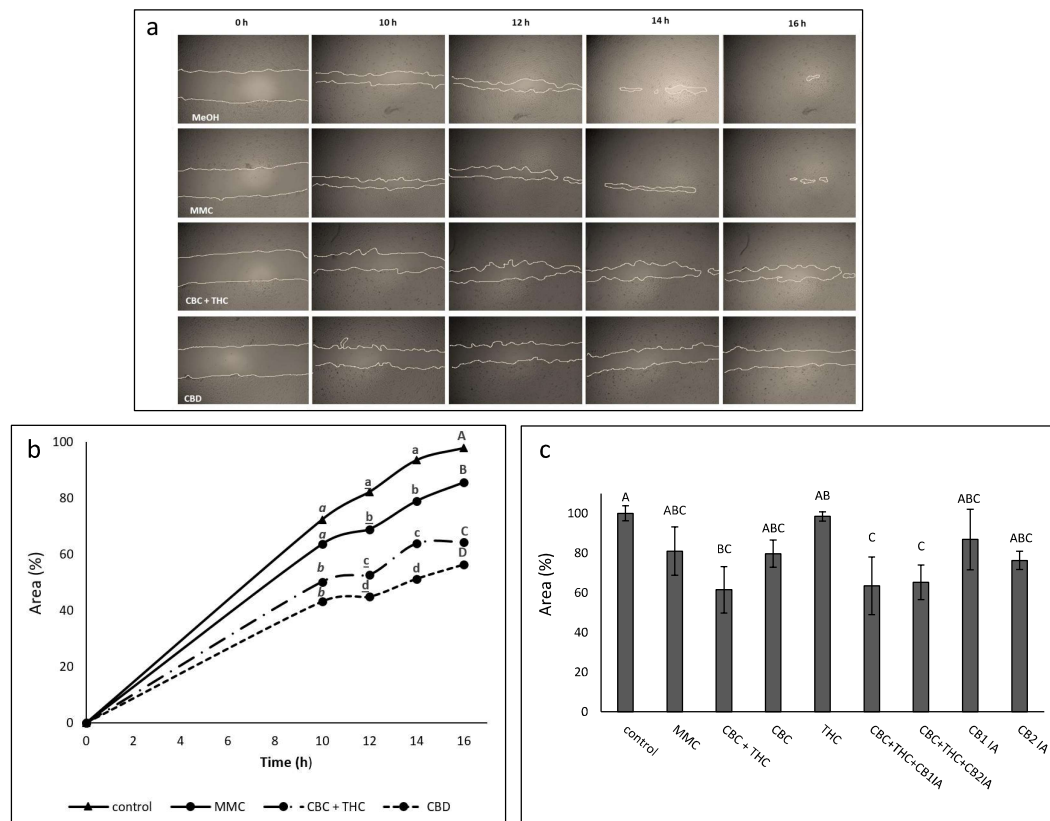 a
0 h 10 h 12 h 14 h 16 h
MeOH
MMC
CBC + THC
CBD
b
Area (%)
100
80
60
40
20
0
a a a A
a b b B
b c c C
b d d D
0 2 4 6 8 10 12 14 16
Time (h)
control MMC CBC + THC CBD
c
Area (%)
100
80
60
40
20
0
A ABC BC ABC AB C C ABC ABC
control
MMC
CBC + THC
CBC
THC
CBC+THC+CB1IA
CBC+THC+CB2IA
CB1 IA
CB2 IA